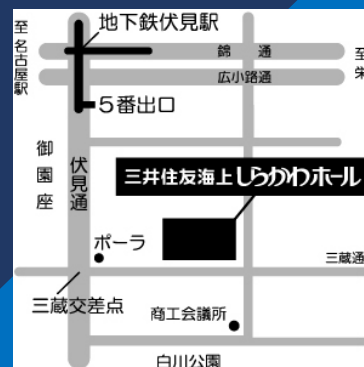 地下鉄伏見駅
至名古屋駅
錦通
至栄
広小路通
5番出口
御園座
伏見通
三井住友海上しらかわホール
ポーラ
三蔵通
三蔵交差点
商工会議所
白川公園